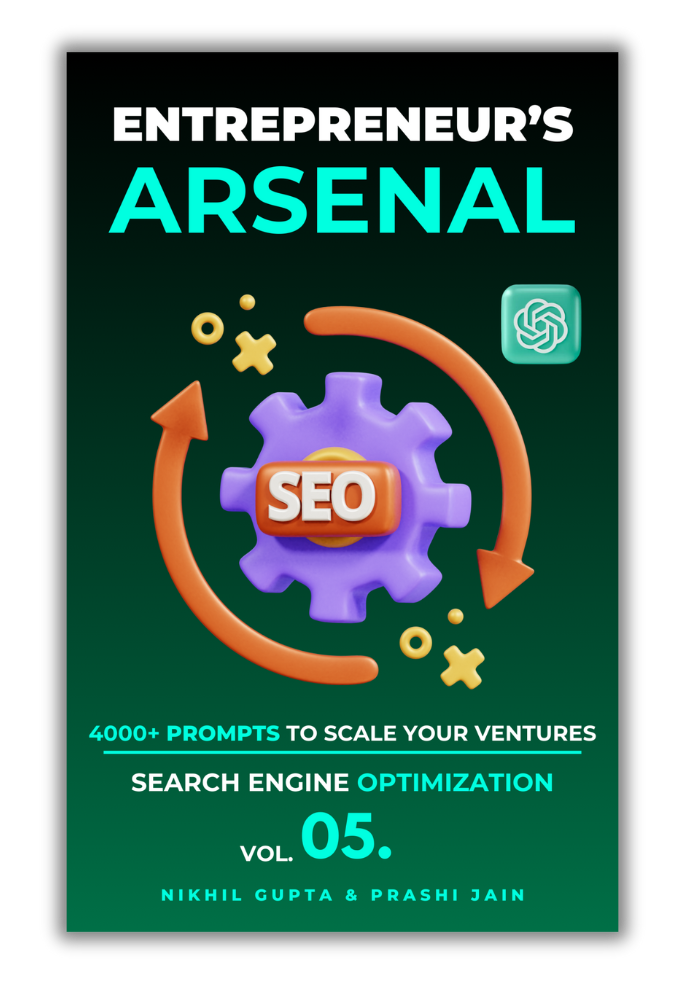 ENTREPRENEUR’S
ARSENAL
SEO
4000+ PROMPTS TO SCALE YOUR VENTURES
SEARCH ENGINE OPTIMIZATION
VOL. 05.
NIKHIL GUPTA & PRASHI JAIN